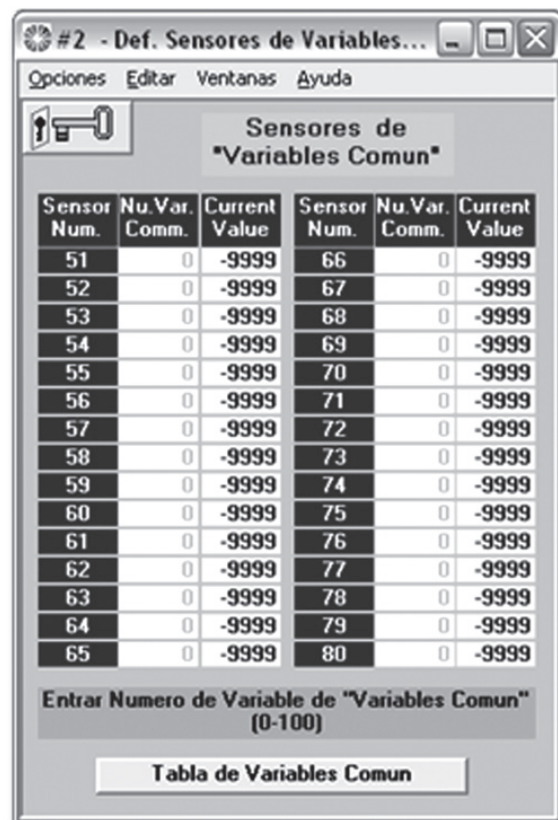 #2 - Def. Sensores de Variables...
Opciones Editar Ventanas Ayuda
Sensores de
"Variables Comun"
Sensor Nu.Var. Current Sensor Nu.Var. Current
Num. Comm. Value Num. Comm. Value
51 0 -9999 66 0 -9999
52 0 -9999 67 0 -9999
53 0 -9999 68 0 -9999
54 0 -9999 69 0 -9999
55 0 -9999 70 0 -9999
56 0 -9999 71 0 -9999
57 0 -9999 72 0 -9999
58 0 -9999 73 0 -9999
59 0 -9999 74 0 -9999
60 0 -9999 75 0 -9999
61 0 -9999 76 0 -9999
62 0 -9999 77 0 -9999
63 0 -9999 78 0 -9999
64 0 -9999 79 0 -9999
65 0 -9999 80 0 -9999
Entrar Numero de Variable de "Variables Comun"
(0-100)
Tabla de Variables Comun